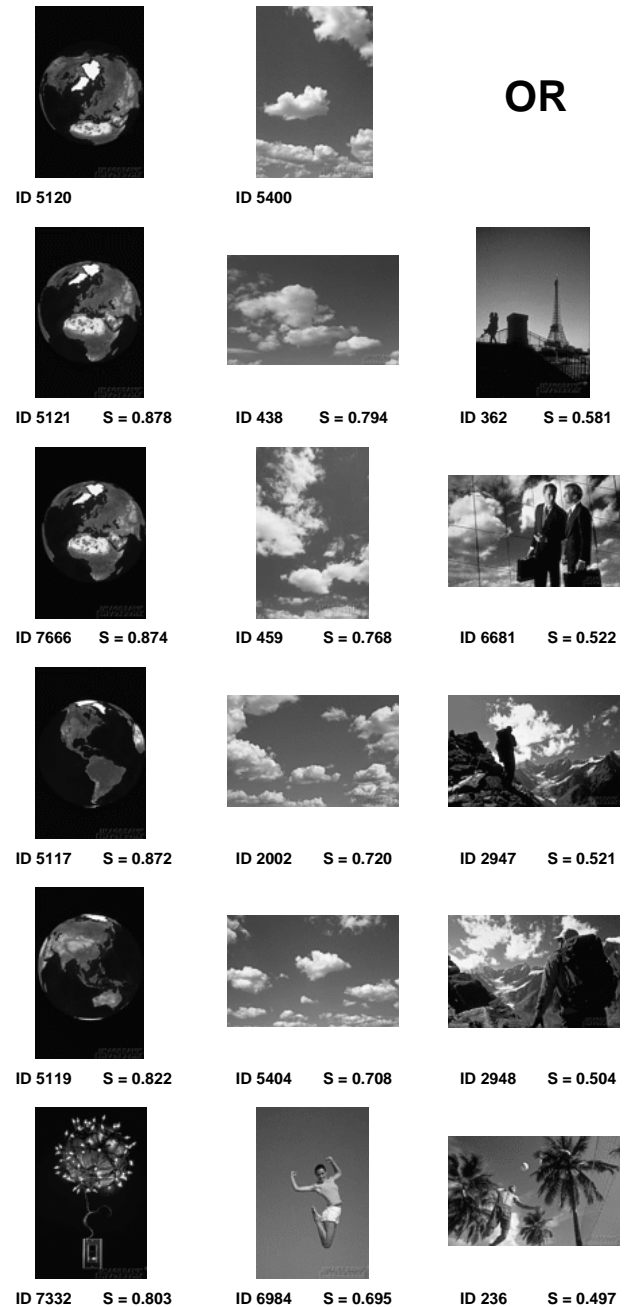 OR
ID 5120 ID 5400
ID 5121 S = 0.878 ID 438 S = 0.794 ID 362 S = 0.581
ID 7666 S = 0.874 ID 459 S = 0.768 ID 6681 S = 0.522
ID 5117 S = 0.872 ID 2002 S = 0.720 ID 2947 S = 0.521
ID 5119 S = 0.822 ID 5404 S = 0.708 ID 2948 S = 0.504
ID 7332 S = 0.803 ID 6984 S = 0.695 ID 236 S = 0.497